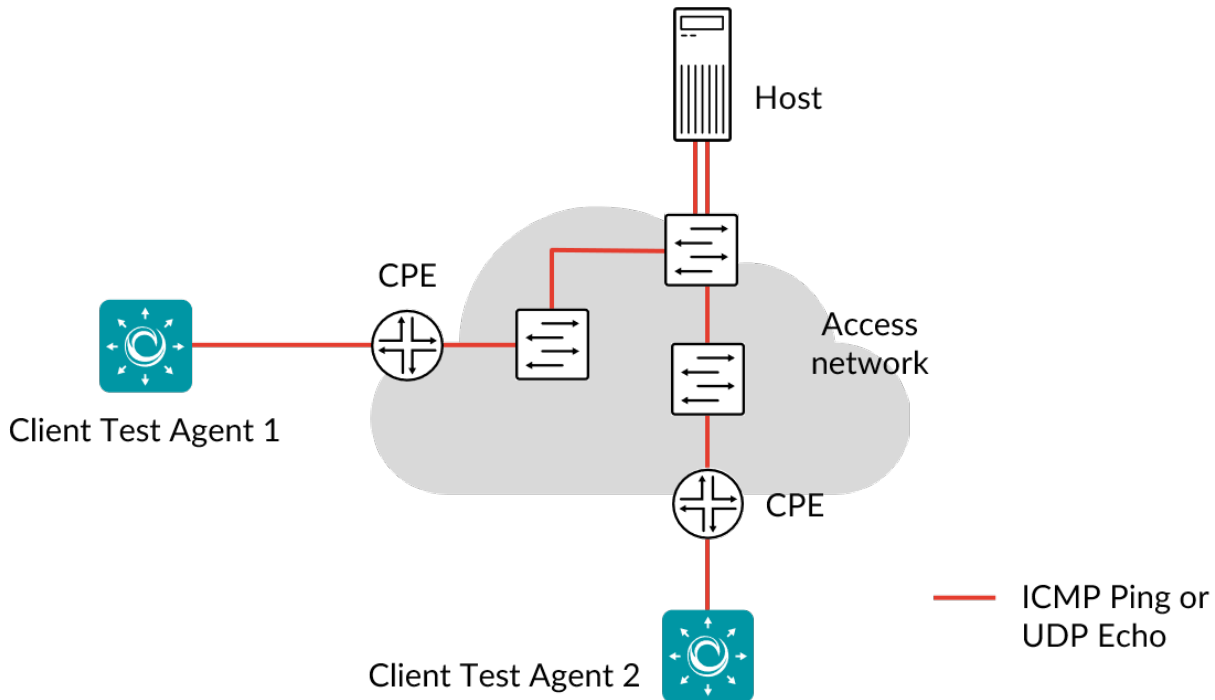 Host
CPE
Access
network
Client Test Agent 1
CPE
ICMP Ping or
UDP Echo
Client Test Agent 2